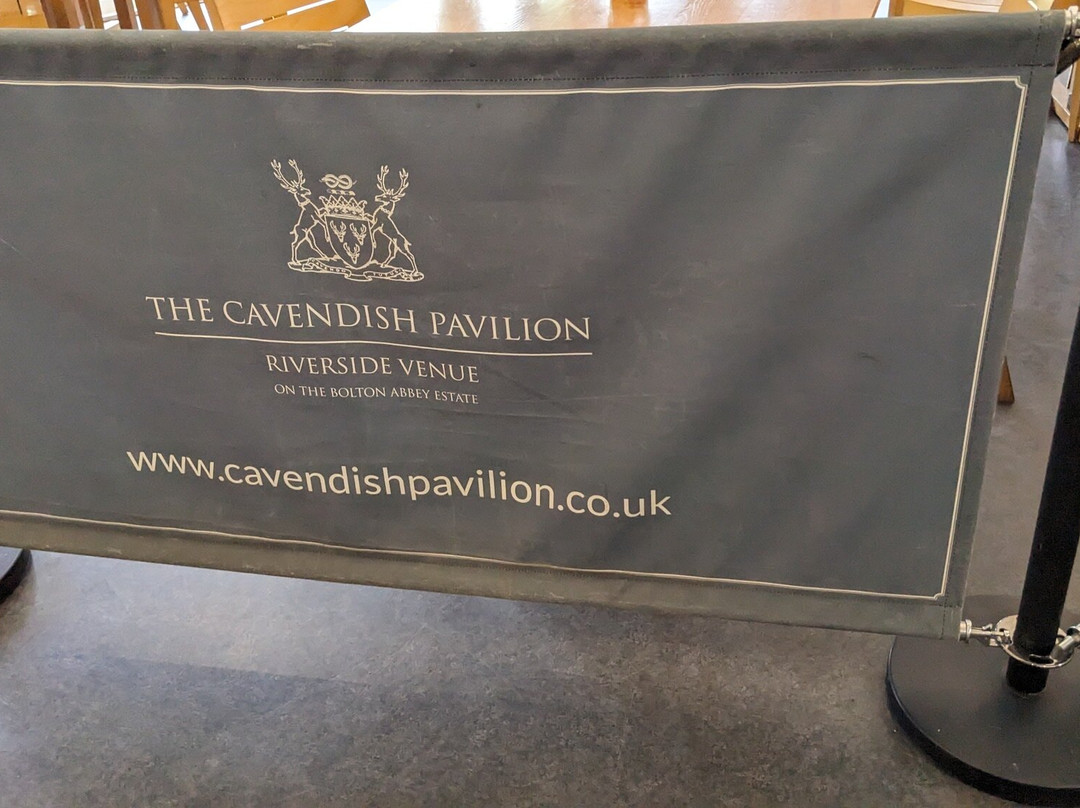 THE CAVENDISH PAVILION
RIVERSIDE VENUE
ON THE BOLTON ABBEY ESTATE
www.cavendishpavilion.co.uk